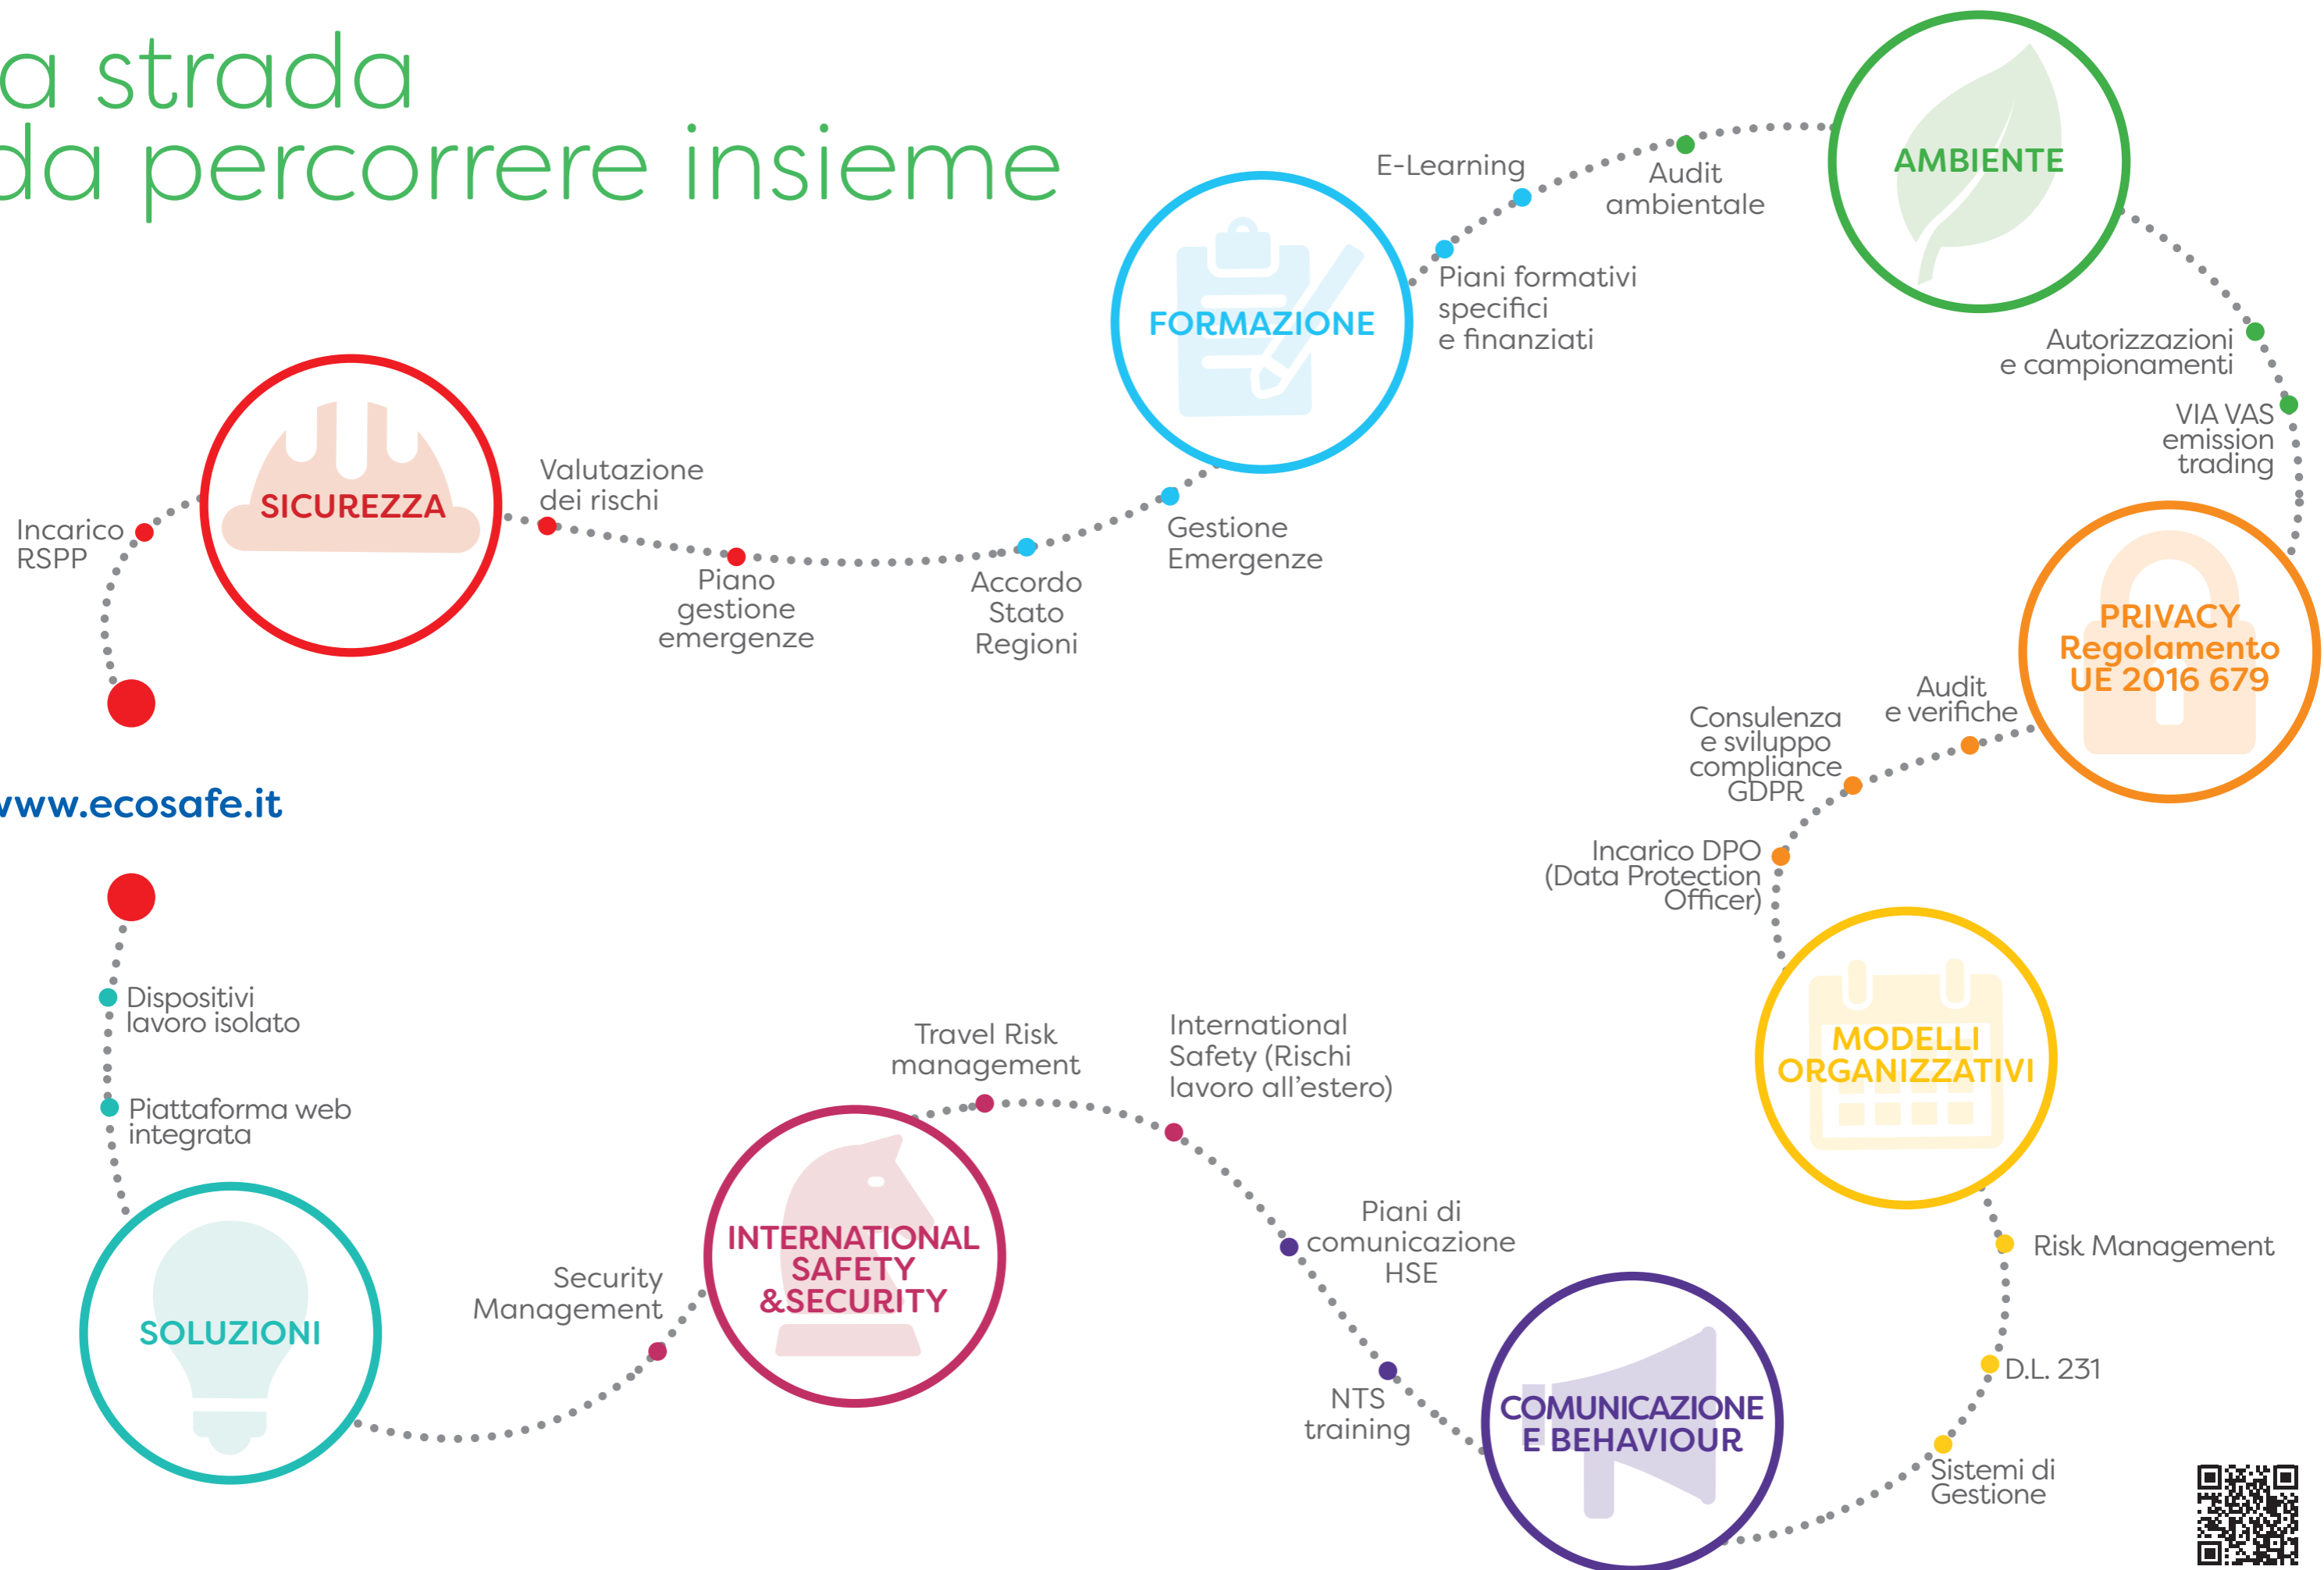 a strada
da percorrere insieme
E-Learning
Audit
ambientale
AMBIENTE
FORMAZIONE
Piani formativi
specifici
e finanziati
Autorizzazioni
e campionamenti
VIA VAS
emission
trading
Incarico
RSPP
SICUREZZA
Valutazione
dei rischi
Piano
gestione
emergenze
Accordo
Stato
Regioni
Gestione
Emergenze
PRIVACY
Regolamento
UE 2016 679
Audit
e verifiche
Consulenza
e sviluppo
compliance
GDPR
Incarico DPO
(Data Protection
Officer)
www.ecosafe.it
Dispositivi
lavoro isolato
Piattaforma web
integrata
SOLUZIONI
Security
Management
INTERNATIONAL
SAFETY
&SECURITY
Travel Risk
management
International
Safety (Rischi
lavoro all'estero)
Piani di
comunicazione
HSE
NTS
training
COMUNICAZIONE
E BEHAVIOUR
MODELLI
ORGANIZZATIVI
Risk Management
D.L. 231
Sistemi di
Gestione